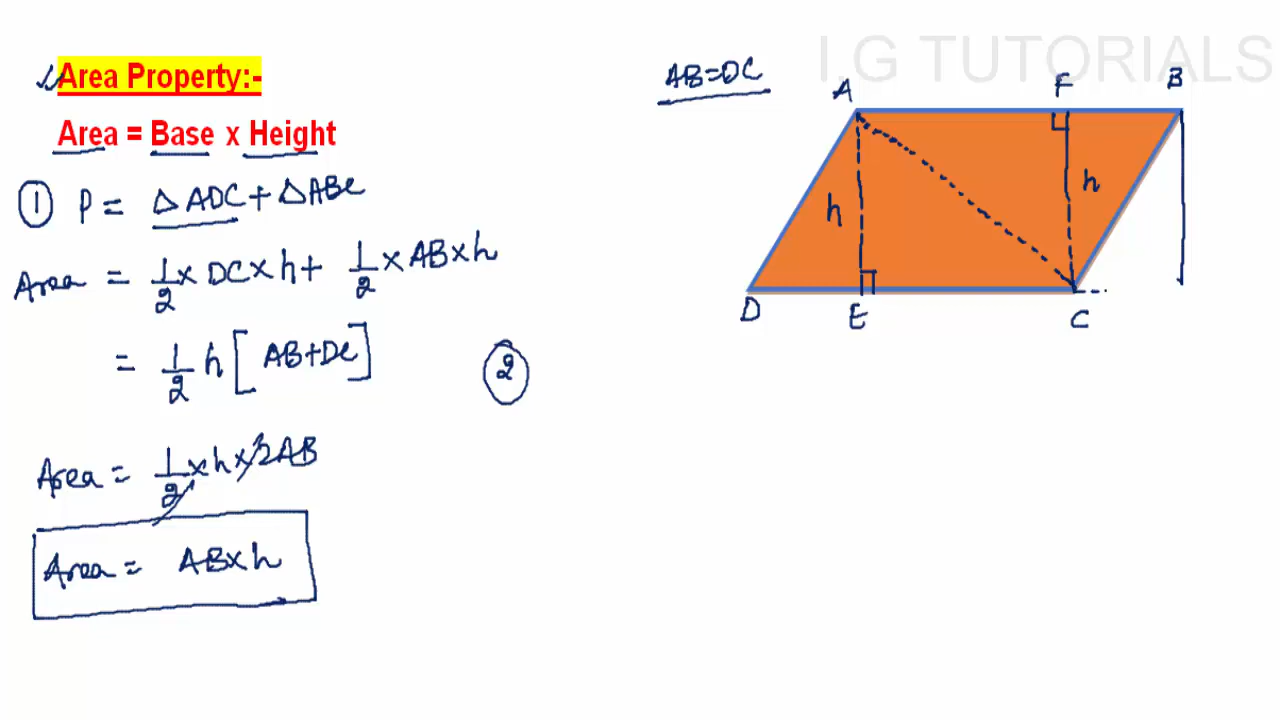 I.G TUTORIALS
Area Property:-
Area = Base x Height
① P = △ADC + △ABC
Area = 1/2 × DC × h + 1/2 × AB × h
= 1/2 h [AB + DC]
②
Area = 1/2 × h × 2AB
Area = AB × h
AB = DC
A F B
h h
D E C